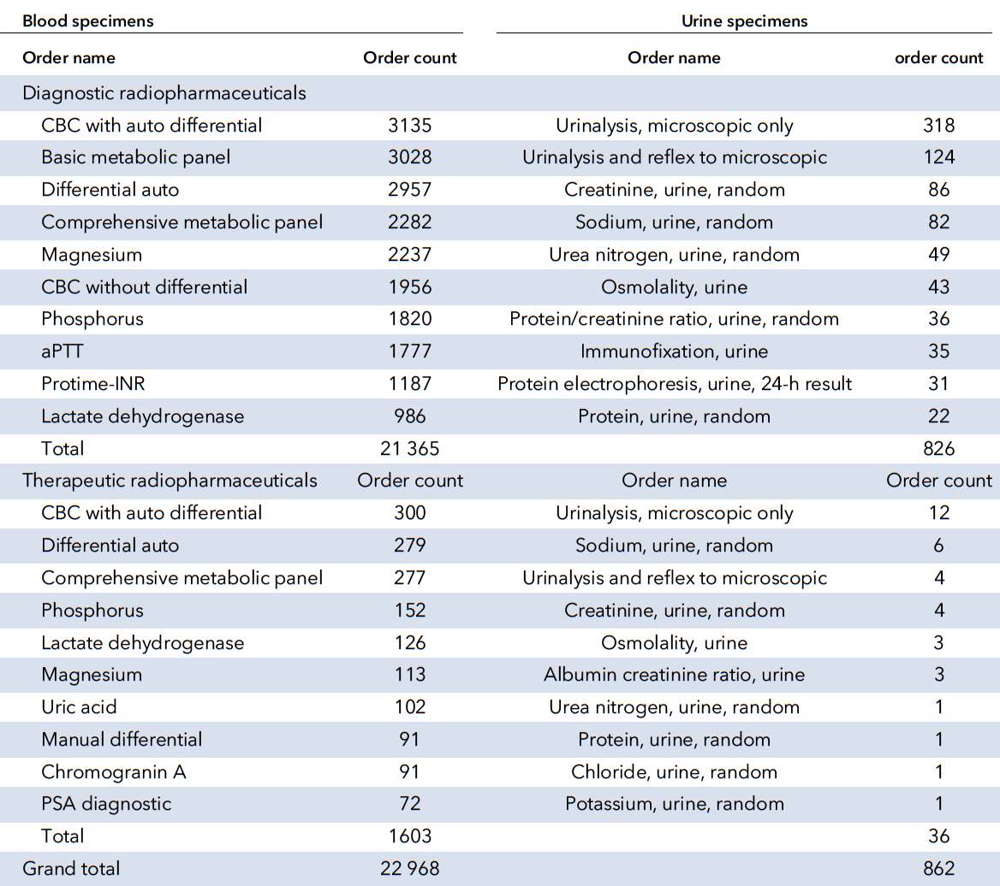 Blood specimens Urine specimens
Order name Order count Order name order count
Diagnostic radiopharmaceuticals
CBC with auto differential 3135 Urinalysis, microscopic only 318
Basic metabolic panel 3028 Urinalysis and reflex to microscopic 124
Differential auto 2957 Creatinine, urine, random 86
Comprehensive metabolic panel 2282 Sodium, urine, random 82
Magnesium 2237 Urea nitrogen, urine, random 49
CBC without differential 1956 Osmolality, urine 43
Phosphorus 1820 Protein/creatinine ratio, urine, random 36
aPTT 1777 Immunofixation, urine 35
Protime-INR 1187 Protein electrophoresis, urine, 24-h result 31
Lactate dehydrogenase 986 Protein, urine, random 22
Total 21 365 826
Therapeutic radiopharmaceuticals Order count Order name Order count
CBC with auto differential 300 Urinalysis, microscopic only 12
Differential auto 279 Sodium, urine, random 6
Comprehensive metabolic panel 277 Urinalysis and reflex to microscopic 4
Phosphorus 152 Creatinine, urine, random 4
Lactate dehydrogenase 126 Osmolality, urine 3
Magnesium 113 Albumin creatinine ratio, urine 3
Uric acid 102 Urea nitrogen, urine, random 1
Manual differential 91 Protein, urine, random 1
Chromogranin A 91 Chloride, urine, random 1
PSA diagnostic 72 Potassium, urine, random 1
Total 1603 36
Grand total 22 968 862